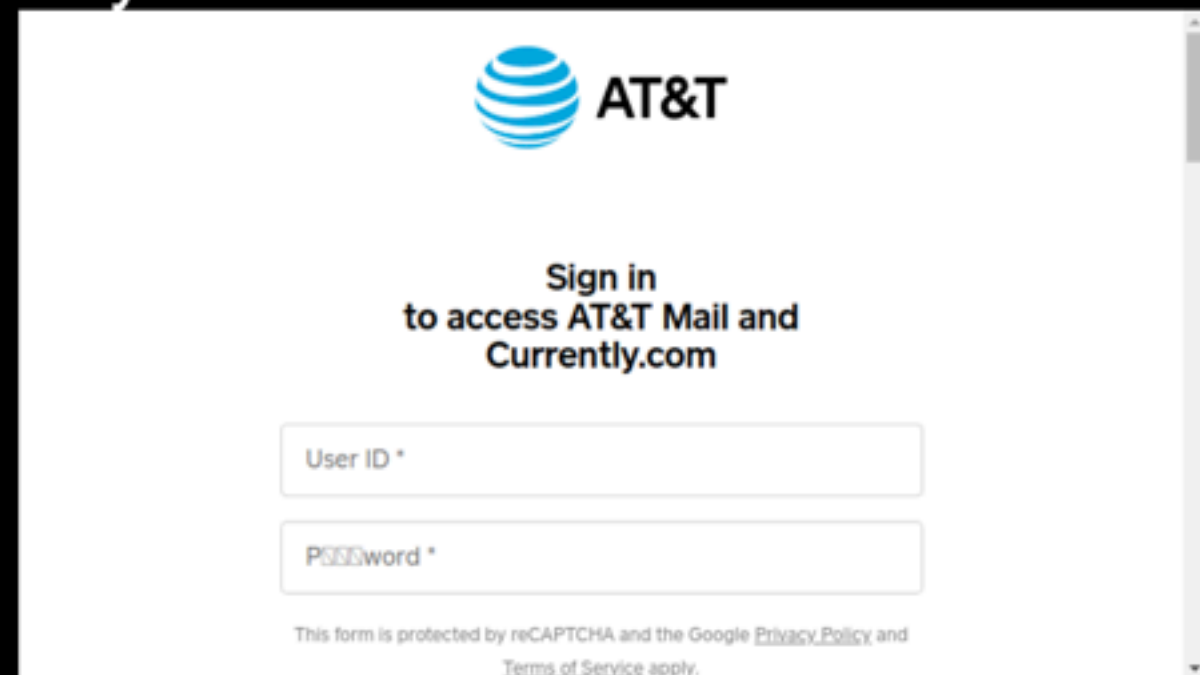 AT&T
Sign in
to access AT&T Mail and
Currently.com
User ID *
P▯▯▯word *
This form is protected by reCAPTCHA and the Google Privacy Policy and
Terms of Service apply.